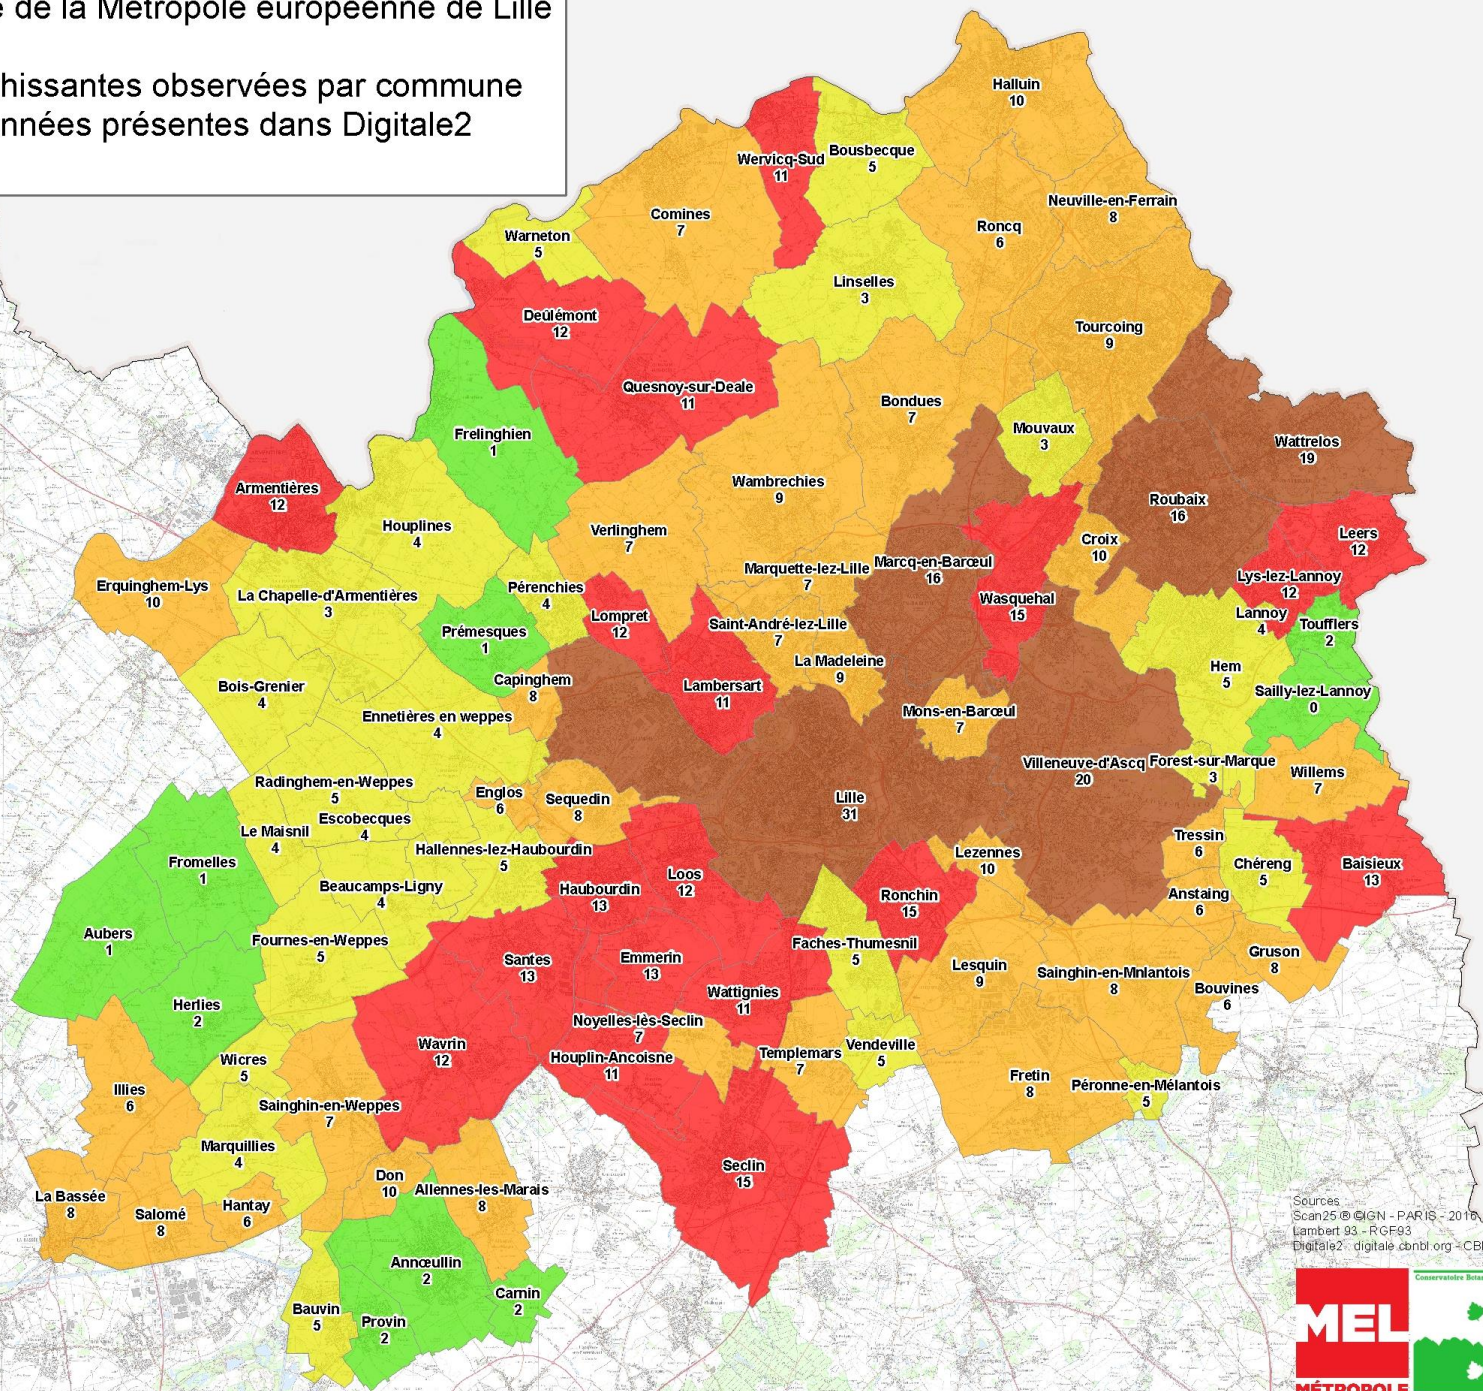 de la Métropole européenne de Lille
hissantes observées par commune
nnées présentes dans Digitale2
Halluin
10
Wervicq-Sud
11
Bousbecque
5
Neuville-en-Ferrain
8
Comines
7
Roncq
6
Warneton
5
Linselles
3
Deûlémont
12
Tourcoing
9
Quesnoy-sur-Deale
11
Bondues
7
Mouvaux
3
Frelinghien
1
Wattrelos
19
Wambrechies
9
Armentières
12
Roubaix
16
Houplines
4
Verlinghem
7
Croix
10
Leers
12
Marquette-lez-Lille
7
Marcq-en-Barœul
16
Erquinghem-Lys
10
La Chapelle-d'Armentières
3
Pérenchies
4
Lys-lez-Lannoy
12
Wasquehal
15
Lompret
12
Lannoy
4
Toufflers
2
Prémesques
1
Saint-André-lez-Lille
7
La Madeleine
9
Hem
5
Bois-Grenier
4
Capinghem
8
Lambersart
11
Sailly-lez-Lannoy
0
Ennetières en weppes
4
Mons-en-Barœul
7
Villeneuve-d'Ascq
20
Forest-sur-Marque
3
Willems
7
Radinghem-en-Weppes
5
Englos
6
Sequedin
8
Lille
31
Escobecques
4
Le Maisnil
4
Tressin
6
Hallennes-lez-Haubourdin
5
Lezennes
10
Fromelles
1
Chéreng
5
Baisieux
13
Beaucamps-Ligny
4
Haubourdin
13
Loos
12
Ronchin
15
Anstaing
6
Aubers
1
Fournes-en-Weppes
5
Faches-Thumesnil
5
Gruson
8
Santes
13
Emmerin
13
Lesquin
9
Sainghin-en-Mnlantois
8
Wattignies
11
Bouvines
6
Herlies
2
Noyelles-lès-Seclin
7
Wavrin
12
Houplin-Ancoisne
11
Templemars
7
Vendeville
5
Wicres
5
Illies
6
Fretin
8
Péronne-en-Mélantois
5
Sainghin-en-Weppes
7
Marquillies
4
Seclin
15
Don
10
Allennes-les-Marais
8
La Bassée
8
Salomé
8
Hantay
6
Annœullin
2
Carnin
2
Bauvin
5
Provin
2
Sources
Scan25 ® ©IGN - PARIS - 2016
Lambert 93 - RGF93
Digitale2 : digitale.cbnbl.org - CB
MEL
MÉTROPOLE
Conservatoire